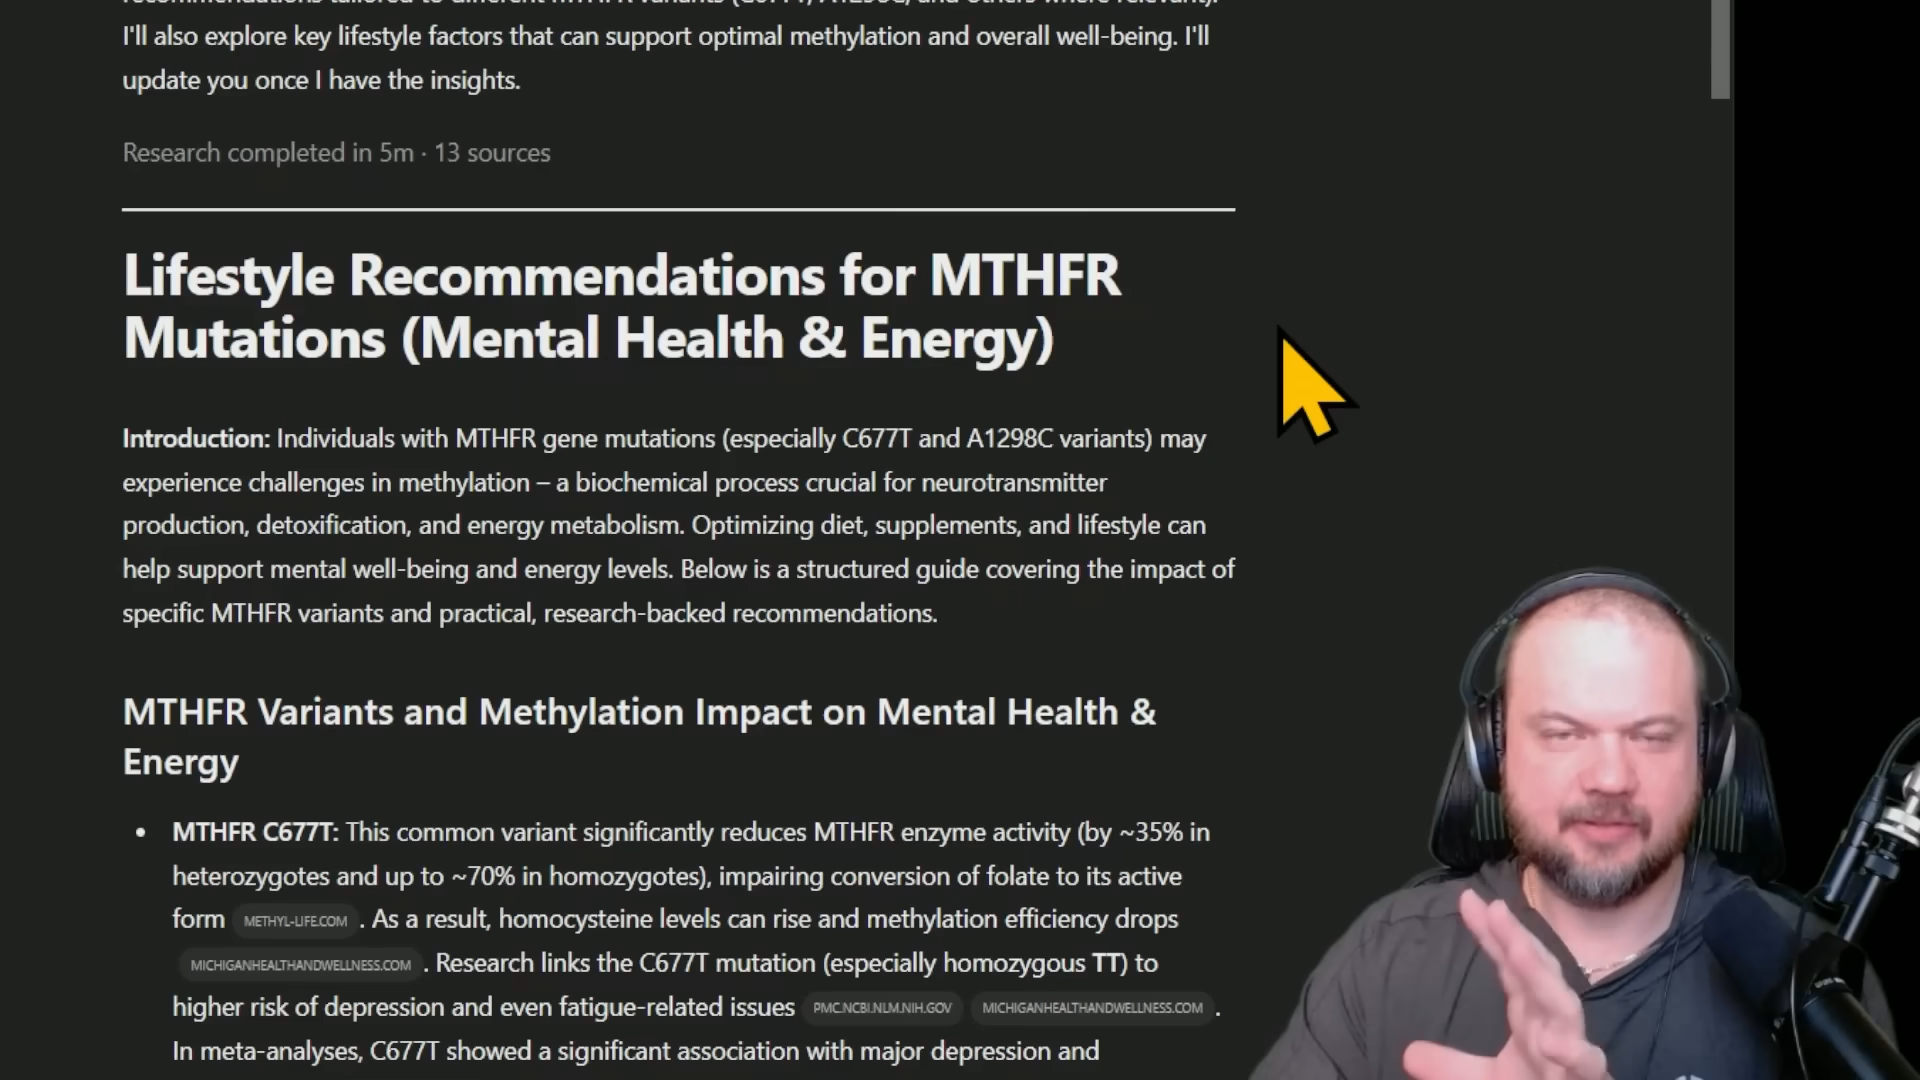 I'll also explore key lifestyle factors that can support optimal methylation and overall well-being. I'll
update you once I have the insights.
Research completed in 5m · 13 sources
Lifestyle Recommendations for MTHFR
Mutations (Mental Health & Energy)
Introduction: Individuals with MTHFR gene mutations (especially C677T and A1298C variants) may
experience challenges in methylation – a biochemical process crucial for neurotransmitter
production, detoxification, and energy metabolism. Optimizing diet, supplements, and lifestyle can
help support mental well-being and energy levels. Below is a structured guide covering the impact of
specific MTHFR variants and practical, research-backed recommendations.
MTHFR Variants and Methylation Impact on Mental Health &
Energy
• MTHFR C677T: This common variant significantly reduces MTHFR enzyme activity (by ~35% in
heterozygotes and up to ~70% in homozygotes), impairing conversion of folate to its active
form METHYL-LIFE.COM . As a result, homocysteine levels can rise and methylation efficiency drops
MICHIGANHEALTHANDWELLNESS.COM . Research links the C677T mutation (especially homozygous TT) to
higher risk of depression and even fatigue-related issues PMC.NCBI.NLM.NIH.GOV MICHIGANHEALTHANDWELLNESS.COM .
In meta-analyses, C677T showed a significant association with major depression and